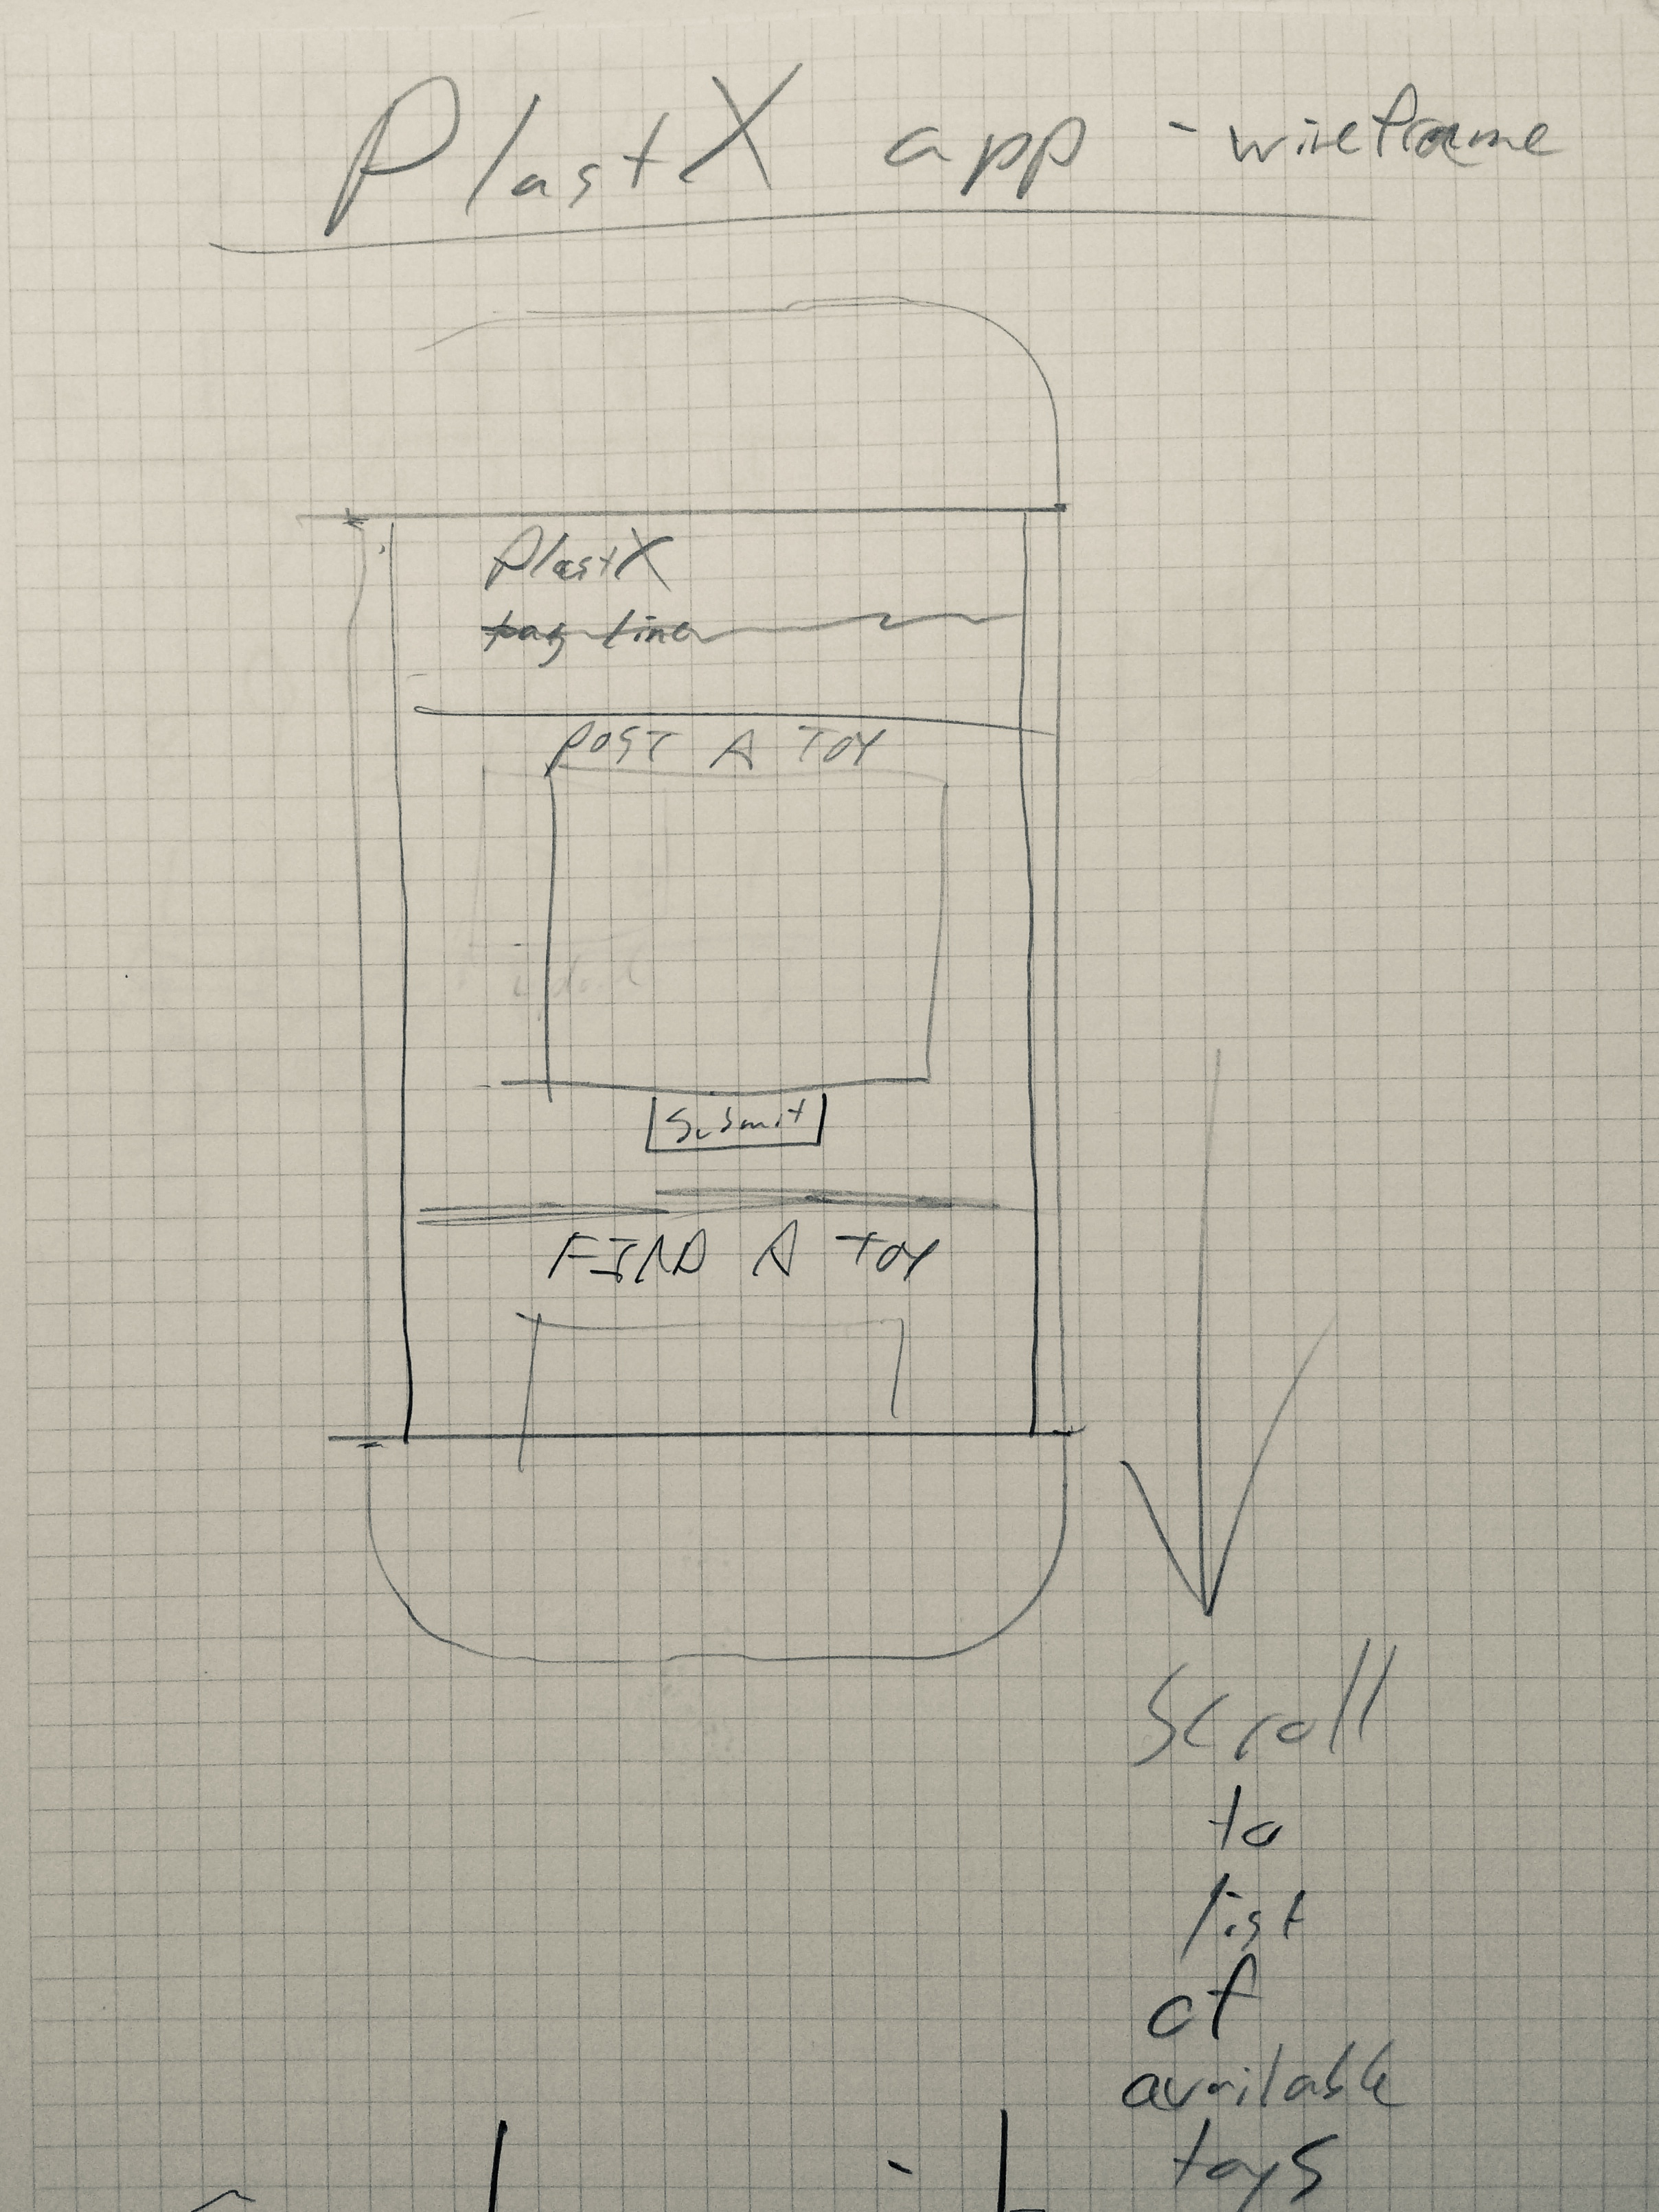 PlastX app - wireframe
PlastX
tag line
POST A TOY
Submit
FIND A TOY
Scroll
to
list
of
available
toys